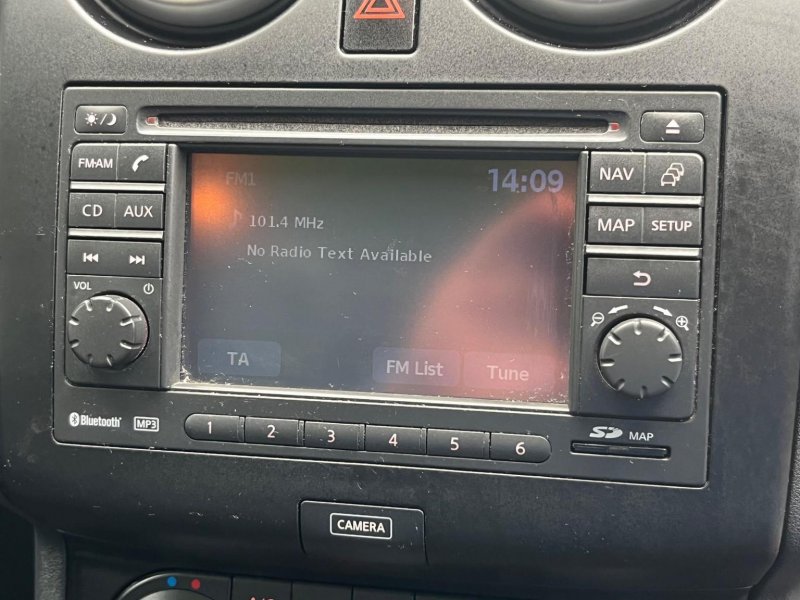 FM1
14:09
101.4 MHz
No Radio Text Available
TA
FM List
Tune
FM·AM
CD
AUX
VOL
NAV
MAP
SETUP
Bluetooth
MP3
1
2
3
4
5
6
SD
MAP
CAMERA